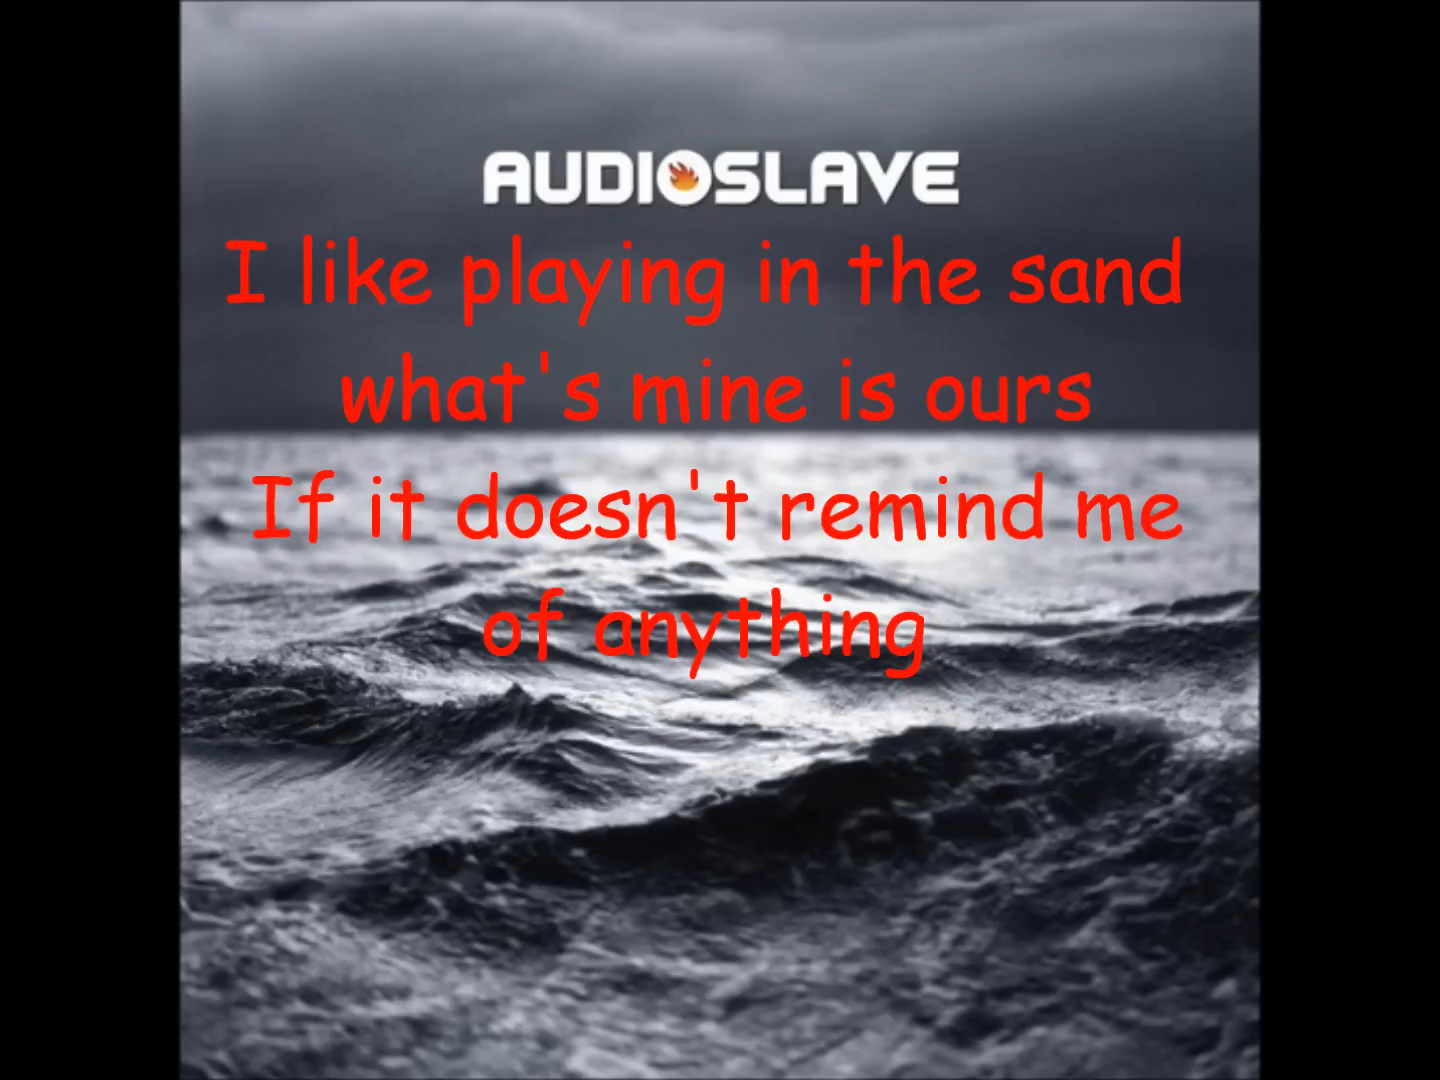 AUDIOSLAVE
I like playing in the sand
what's mine is ours
If it doesn't remind me
of anything